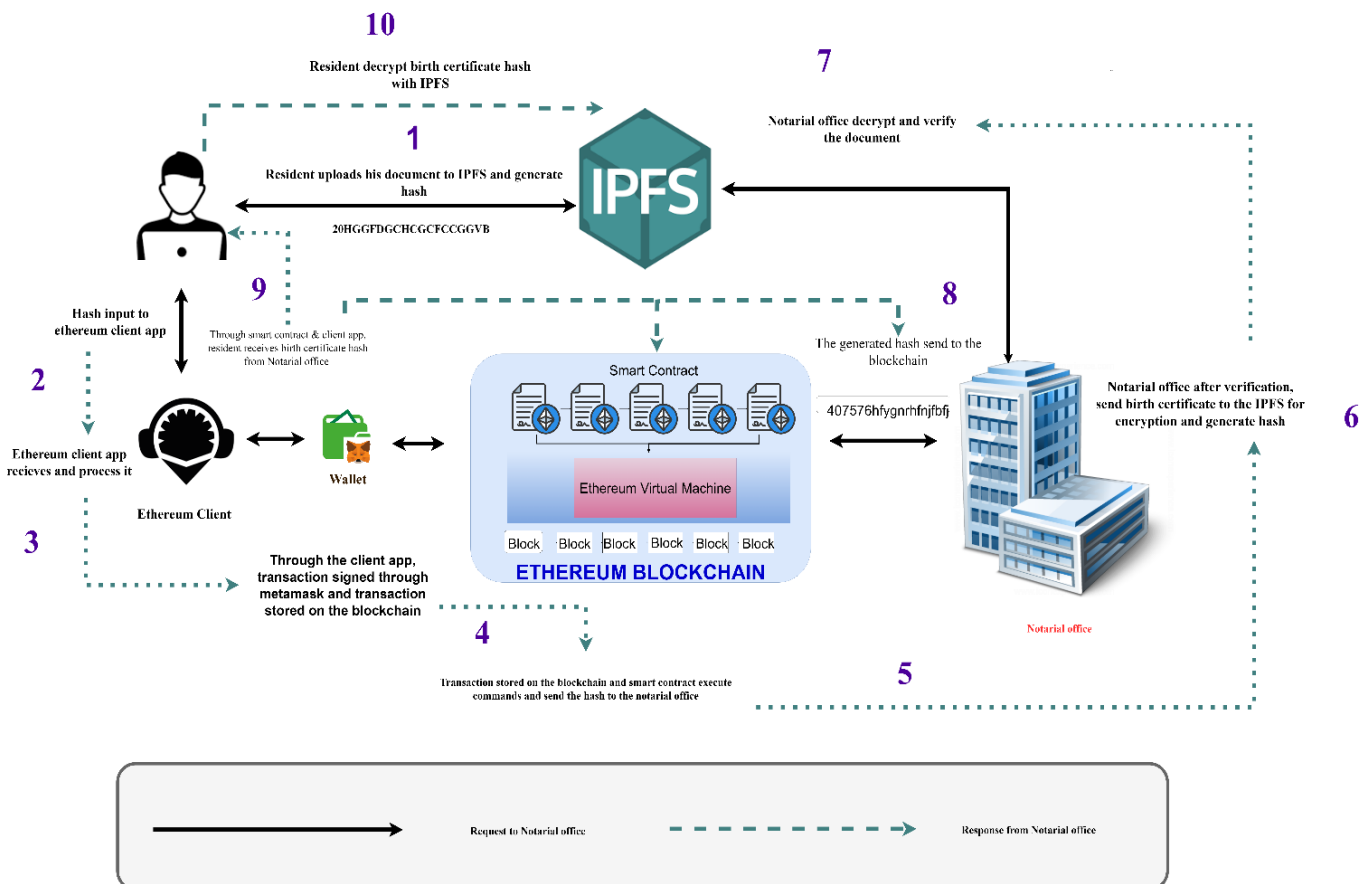 10
Resident decrypt birth certificate hash
with IPFS
7
Notarial office decrypt and verify
the document
1
Resident uploads his document to IPFS and generate
hash
20HGGFDGCHCGCFCCGGVB
IPFS
9
8
Hash input to
ethereum client app
Through smart contract & client app,
resident receives birth certificate hash
from Notarial office
The generated hash send to the
blockchain
2
Smart Contract
407576hfygnrhfnjfbfj
Notarial office after verification,
send birth certificate to the IPFS for
encryption and generate hash
6
Ethereum client app
recieves and process it
Wallet
Ethereum Virtual Machine
Ethereum Client
3
Block Block Block Block Block Block
ETHEREUM BLOCKCHAIN
Through the client app,
transaction signed through
metamask and transaction
stored on the blockchain
Notarial office
4
5
Transaction stored on the blockchain and smart contract execute
commands and send the hash to the notarial office
Request to Notarial office
Response from Notarial office